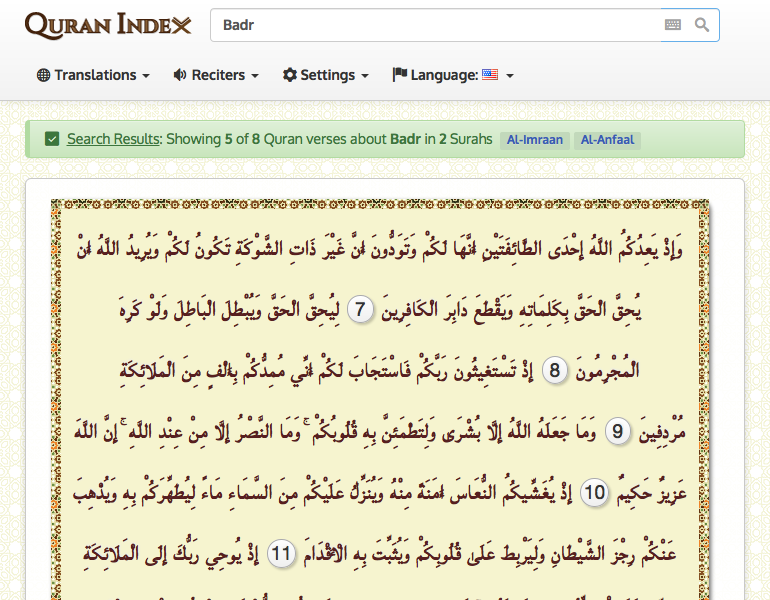 QURAN INDEX
Badr
Translations
Reciters
Settings
Language:
Search Results: Showing 5 of 8 Quran verses about Badr in 2 Surahs Al-Imraan Al-Anfaal
وَإِذْ يَعِدُكُمُ اللَّهُ إِحْدَى الطَّائِفَتَيْنِ أَنَّهَا لَكُمْ وَتَوَدُّونَ أَنَّ غَيْرَ ذَاتِ الشَّوْكَةِ تَكُونُ لَكُمْ وَيُرِيدُ اللَّهُ أَنْ
يُحِقَّ الْحَقَّ بِكَلِمَاتِهِ وَيَقْطَعَ دَابِرَ الْكَافِرِينَ 7 لِيُحِقَّ الْحَقَّ وَيُبْطِلَ الْبَاطِلَ وَلَوْ كَرِهَ
الْمُجْرِمُونَ 8 إِذْ تَسْتَغِيثُونَ رَبَّكُمْ فَاسْتَجَابَ لَكُمْ أَنِّي مُمِدُّكُمْ بِأَلْفٍ مِنَ الْمَلَائِكَةِ
مُرْدِفِينَ 9 وَمَا جَعَلَهُ اللَّهُ إِلَّا بُشْرَى وَلِتَطْمَئِنَّ بِهِ قُلُوبُكُمْ ۚ وَمَا النَّصْرُ إِلَّا مِنْ عِنْدِ اللَّهِ ۚ إِنَّ اللَّهَ
عَزِيزٌ حَكِيمٌ 10 إِذْ يُغَشِّيكُمُ النُّعَاسَ أَمَنَةً مِنْهُ وَيُنَزِّلُ عَلَيْكُمْ مِنَ السَّمَاءِ مَاءً لِيُطَهِّرَكُمْ بِهِ وَيُذْهِبَ
عَنْكُمْ رِجْزَ الشَّيْطَانِ وَلِيَرْبِطَ عَلَى قُلُوبِكُمْ وَيُثَبِّتَ بِهِ الْأَقْدَامَ 11 إِذْ يُوحِي رَبُّكَ إِلَى الْمَلَائِكَةِ